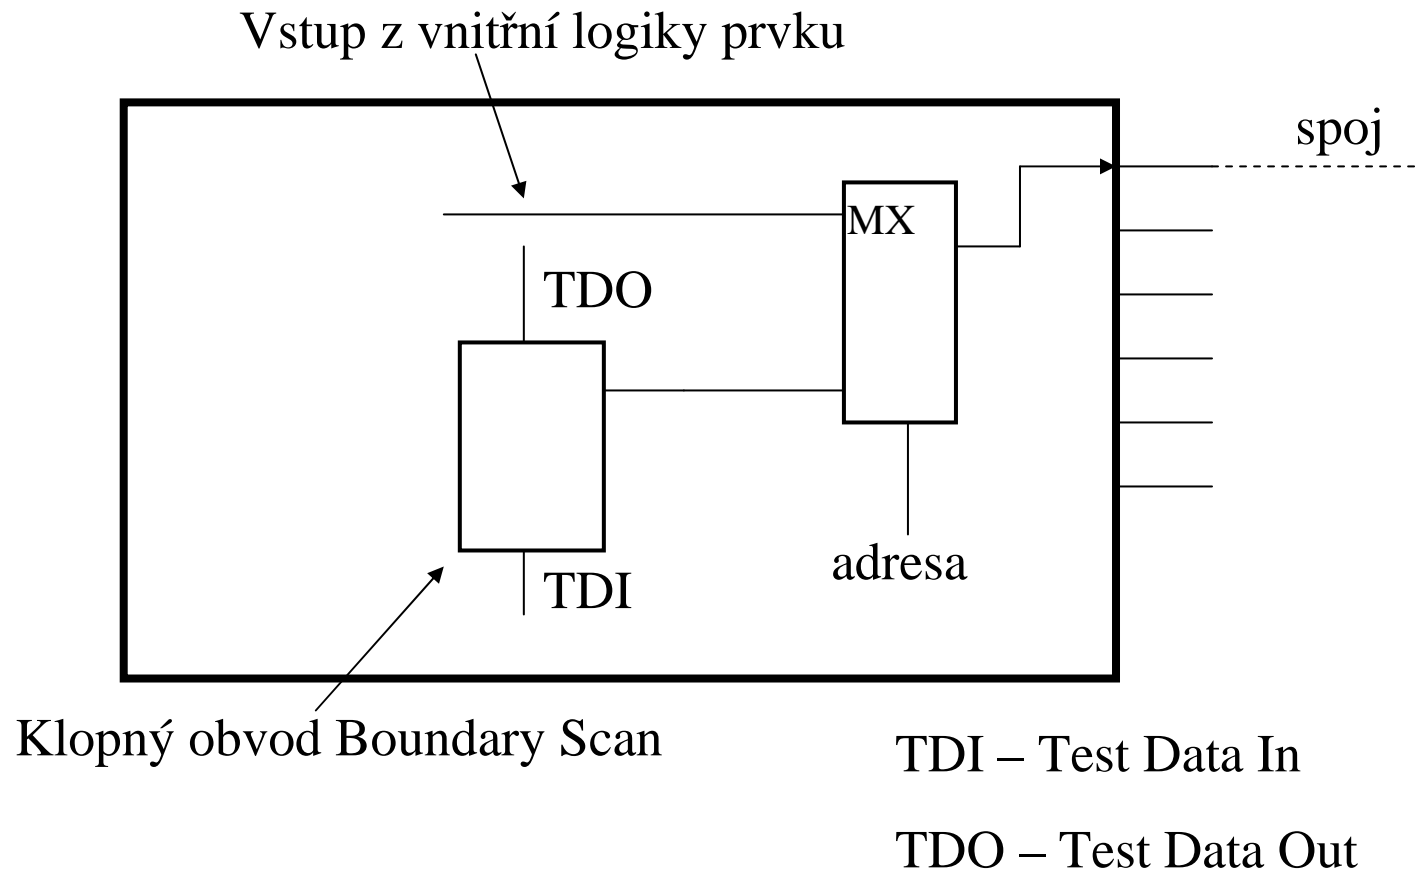 Vstup z vnitřní logiky prvku
spoj
MX
TDO
adresa
TDI
Klopný obvod Boundary Scan
TDI – Test Data In
TDO – Test Data Out